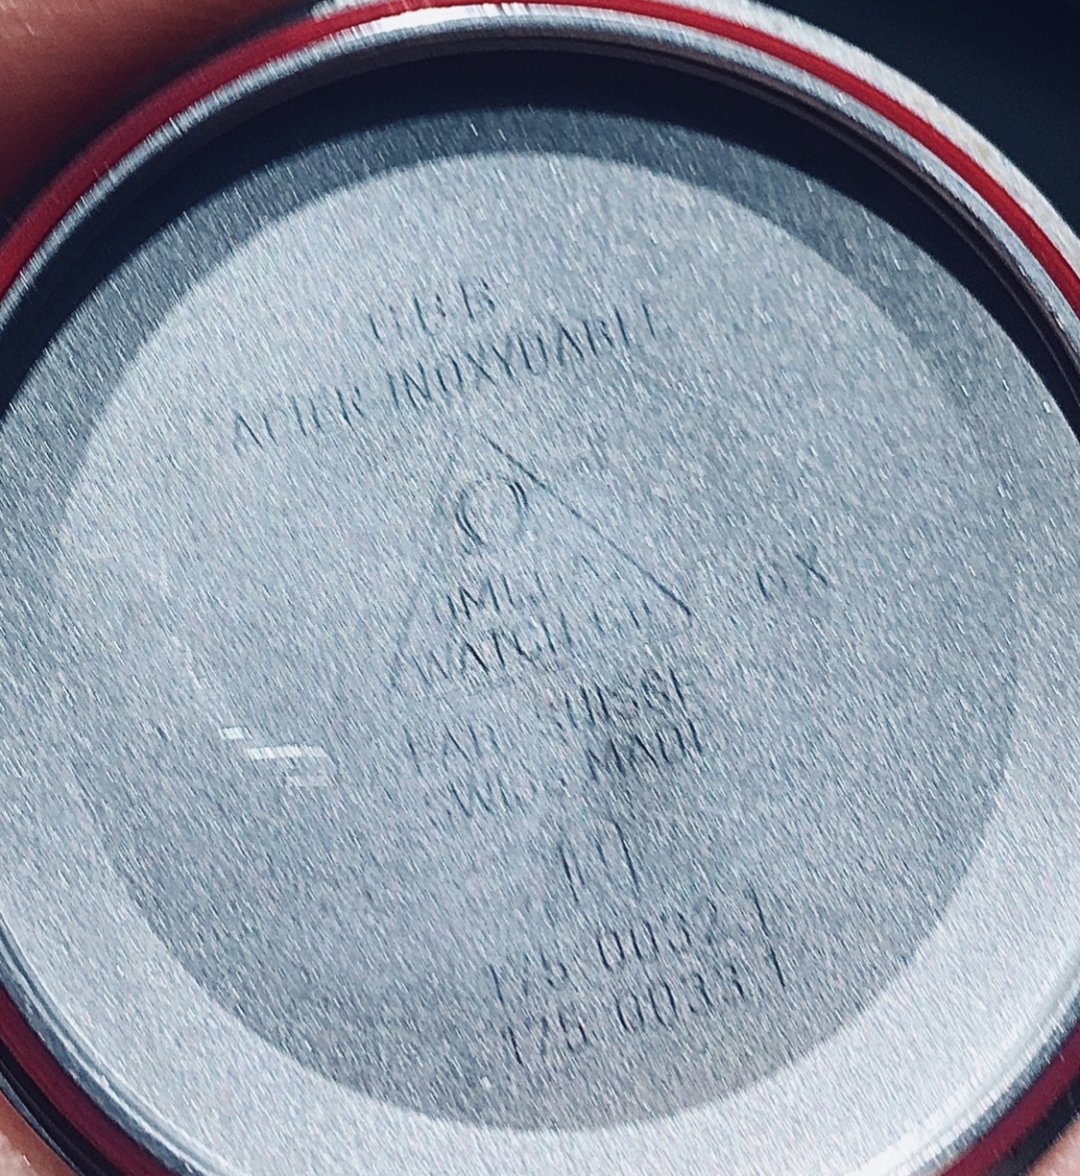 ACIER INOXYDABLE
Ω
OMEGA
WATCH CO
FAB. SUISSE
SWISS MADE
175.0032
175.0033